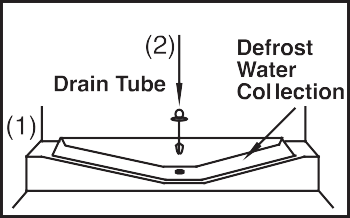 (2)
Defrost
Water
Collection
Drain Tube
(1)